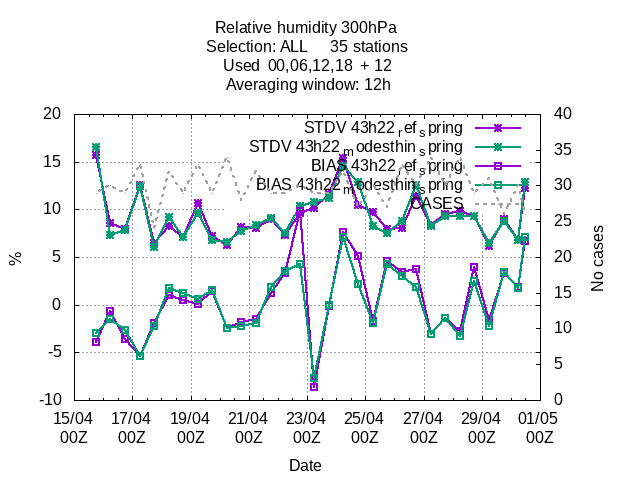 Relative humidity 300hPa
Selection: ALL 35 stations
Used 00,06,12,18 + 12
Averaging window: 12h
20
15
10
5
0
-5
-10
%
40
35
30
25
20
15
10
5
0
No cases
STDV 43h22_ref_spring
STDV 43h22_modesthin_spring
BIAS 43h22_ref_spring
BIAS 43h22_modesthin_spring
CASES
15/04 17/04 19/04 21/04 23/04 25/04 27/04 29/04 01/05
00Z 00Z 00Z 00Z 00Z 00Z 00Z 00Z 00Z
Date